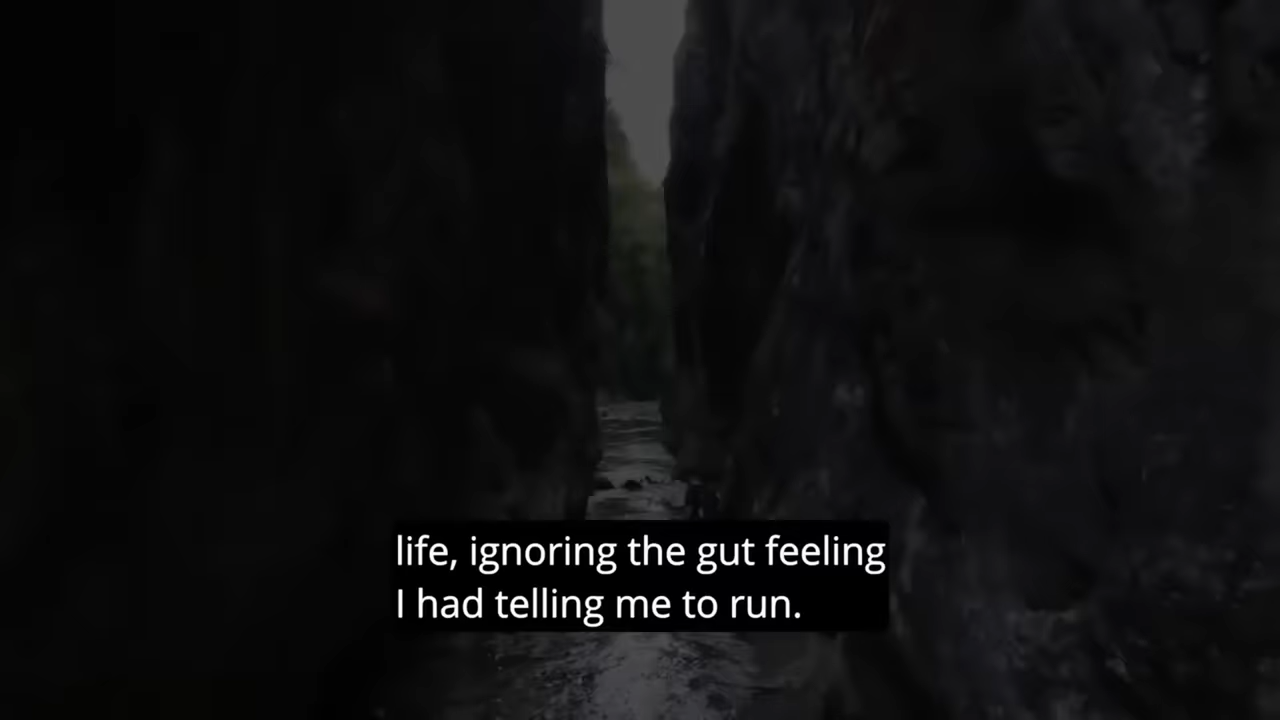 life, ignoring the gut feeling
I had telling me to run.